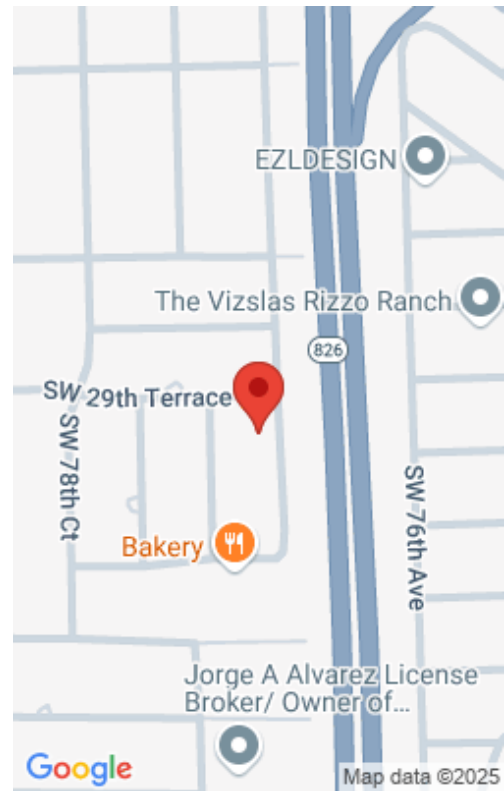 EZLDESIGN
The Vizslas Rizzo Ranch
826
SW 29th Terrace
SW 78th Ct
SW 76th Ave
Bakery
Jorge A Alvarez License
Broker/ Owner of...
Google
Map data ©2025